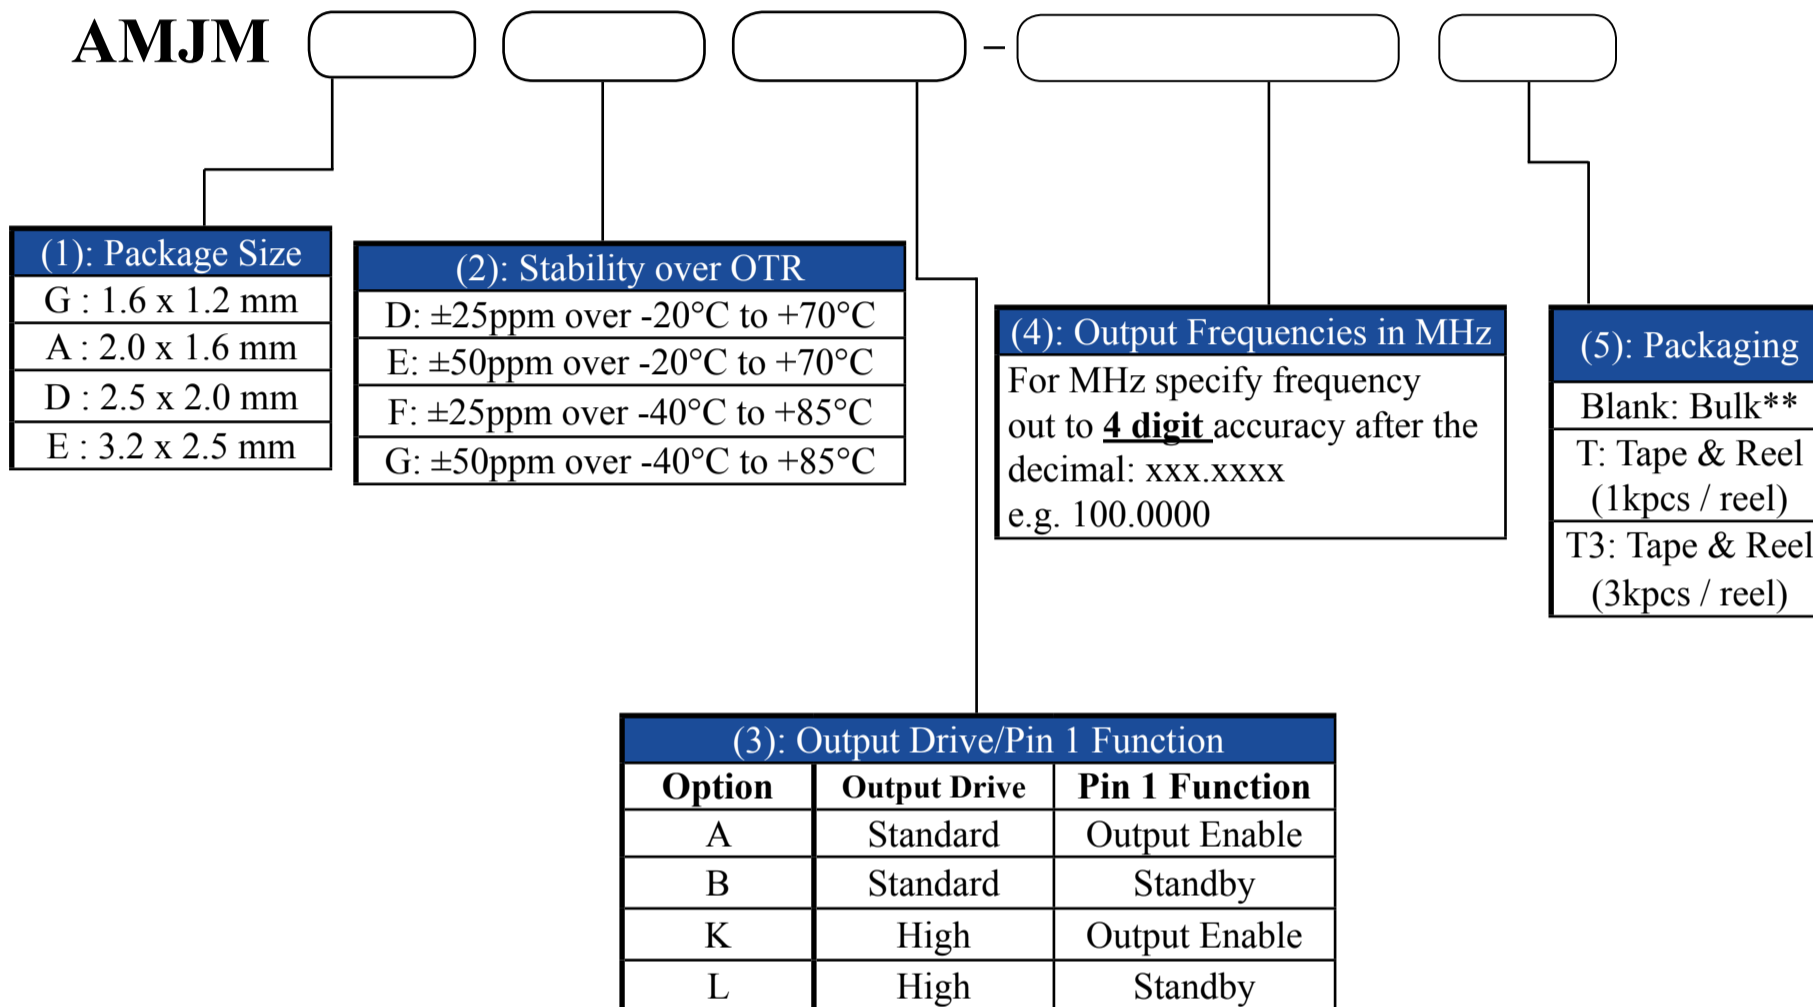 AMJM –
(1): Package Size
G : 1.6 x 1.2 mm
A : 2.0 x 1.6 mm
D : 2.5 x 2.0 mm
E : 3.2 x 2.5 mm
(2): Stability over OTR
D: ±25ppm over -20°C to +70°C
E: ±50ppm over -20°C to +70°C
F: ±25ppm over -40°C to +85°C
G: ±50ppm over -40°C to +85°C
(4): Output Frequencies in MHz
For MHz specify frequency
out to 4 digit accuracy after the
decimal: xxx.xxxx
e.g. 100.0000
(5): Packaging
Blank: Bulk**
T: Tape & Reel
(1kpcs / reel)
T3: Tape & Reel
(3kpcs / reel)
(3): Output Drive/Pin 1 Function
Option Output Drive Pin 1 Function
A Standard Output Enable
B Standard Standby
K High Output Enable
L High Standby